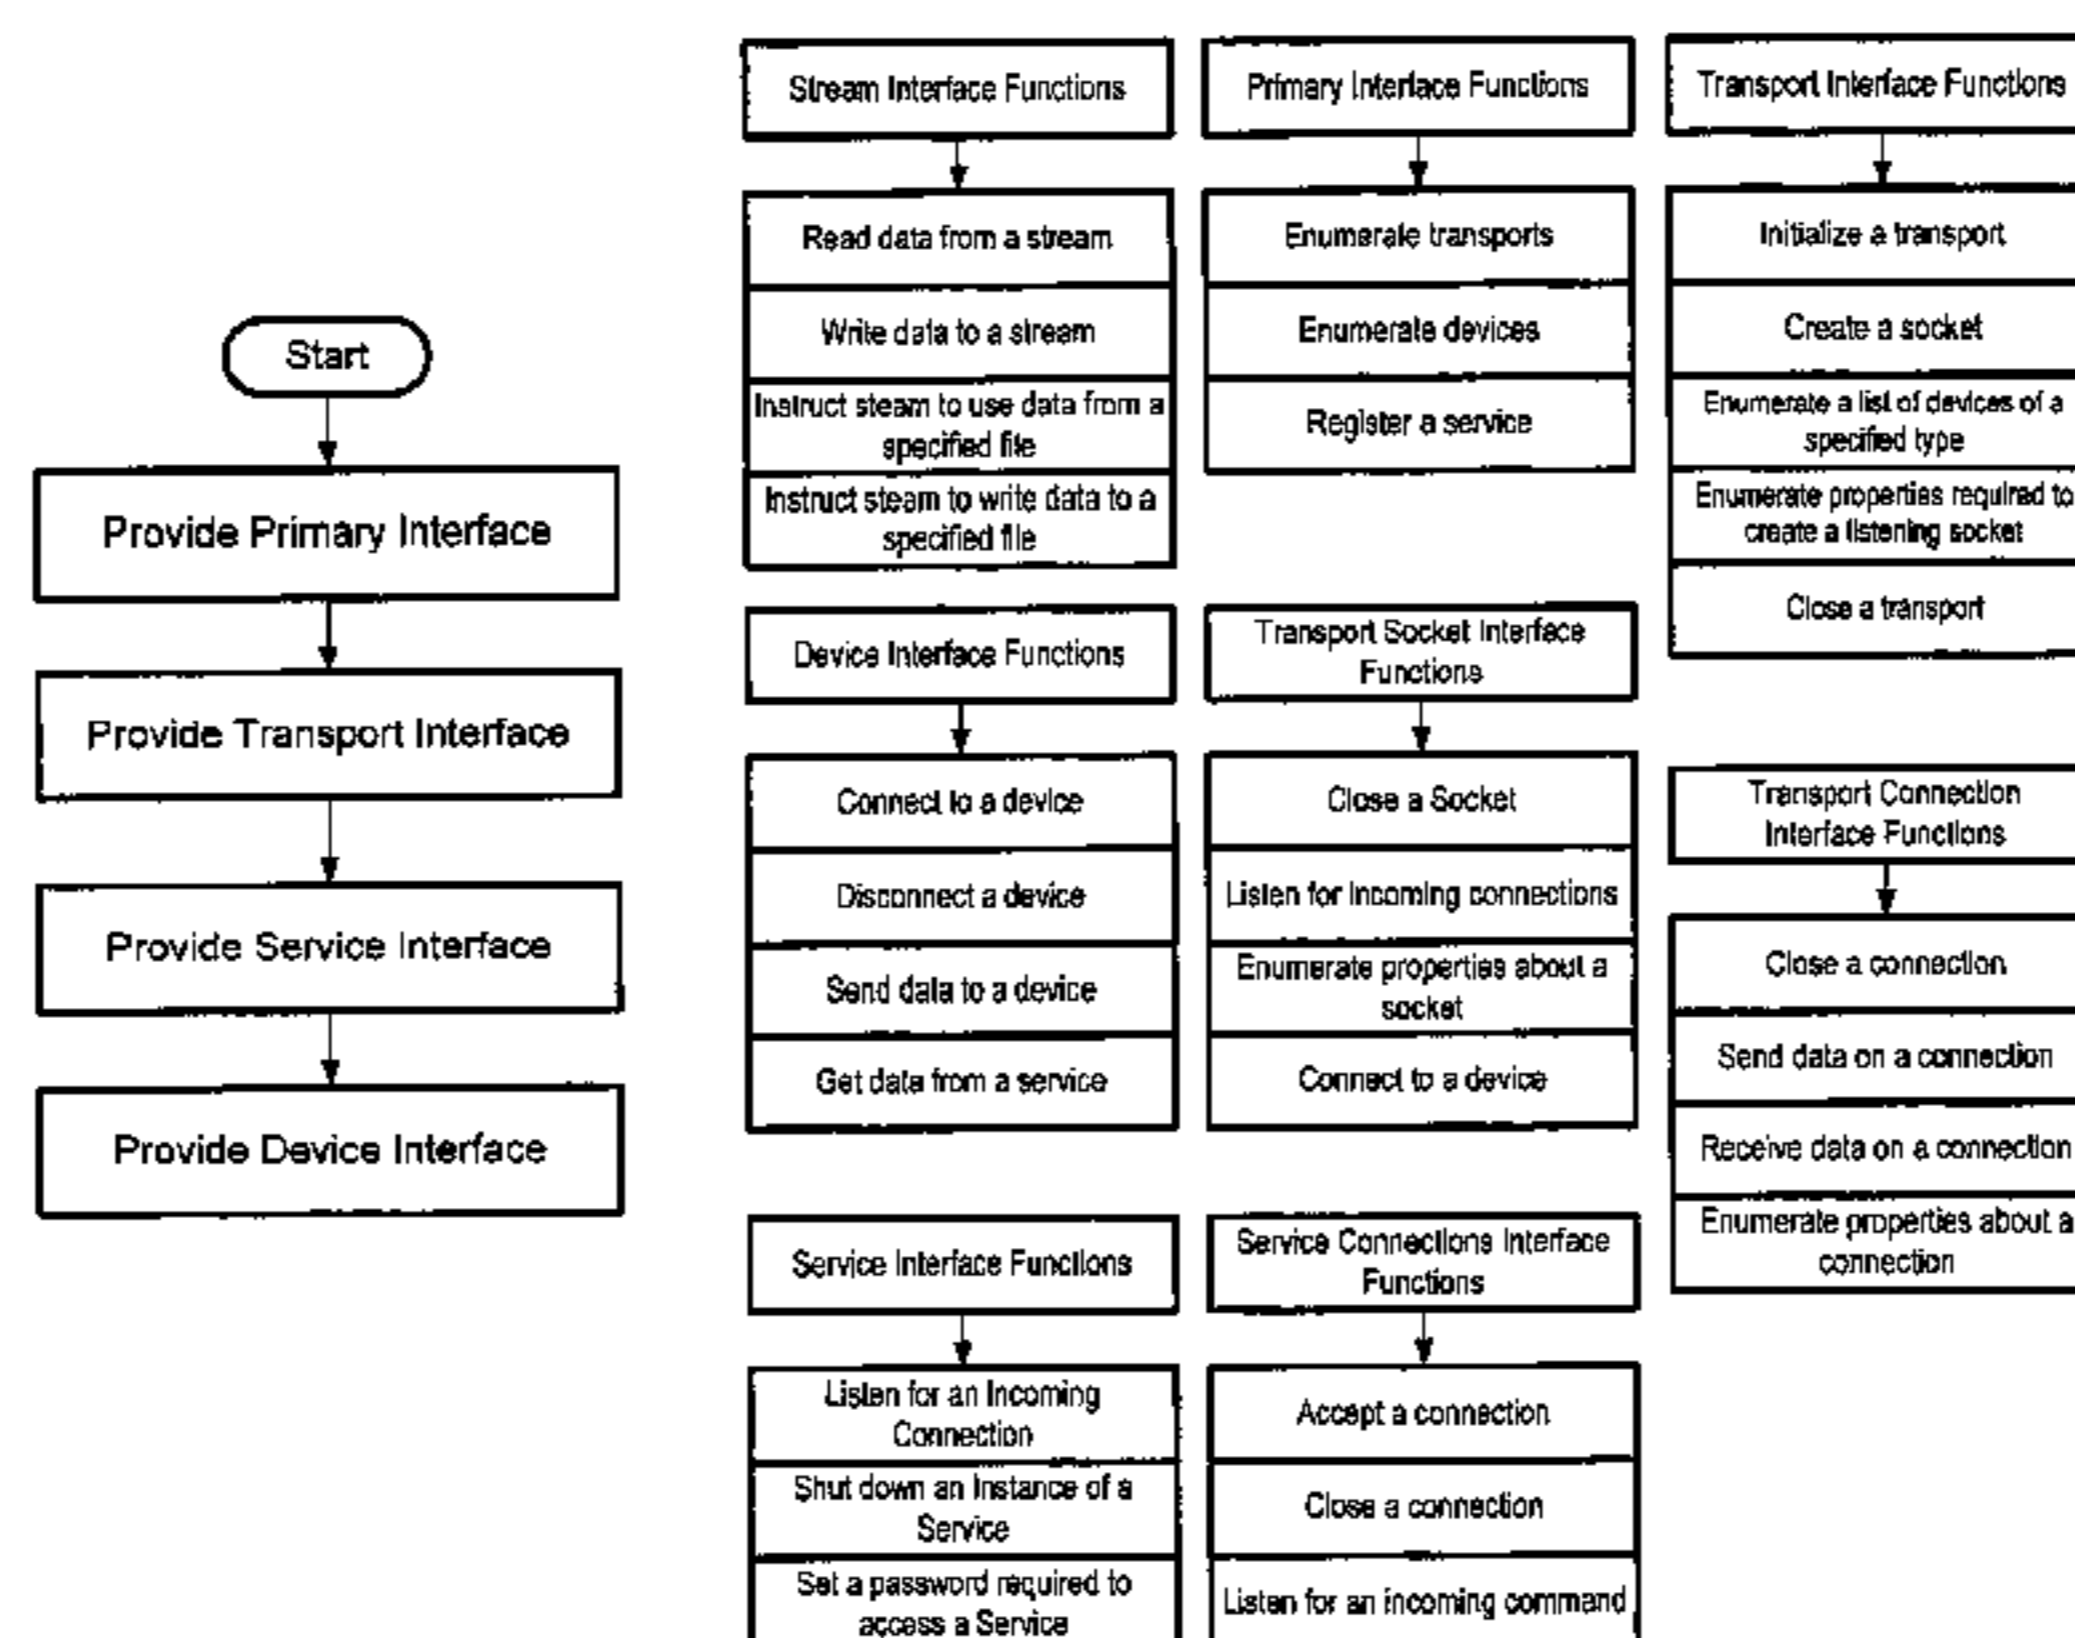 Start
Provide Primary Interface
Provide Transport Interface
Provide Service Interface
Provide Device Interface
Stream Interface Functions
Read data from a stream
Write data to a stream
Instruct steam to use data from a
specified file
Instruct steam to write data to a
specified file
Primary Interface Functions
Enumerate transports
Enumerate devices
Register a service
Transport Interface Functions
Initialize a transport
Create a socket
Enumerate a list of devices of a
specified type
Enumerate properties required to
create a listening socket
Close a transport
Device Interface Functions
Connect to a device
Disconnect a device
Send data to a device
Get data from a service
Transport Socket Interface
Functions
Close a Socket
Listen for Incoming connections
Enumerate properties about a
socket
Connect to a device
Transport Connection
Interface Functions
Close a connection
Send data on a connection
Receive data on a connection
Enumerate properties about a
connection
Service Interface Functions
Listen for an Incoming
Connection
Shut down an Instance of a
Service
Set a password required to
access a Service
Service Connections Interface
Functions
Accept a connection
Close a connection
Listen for an incoming command